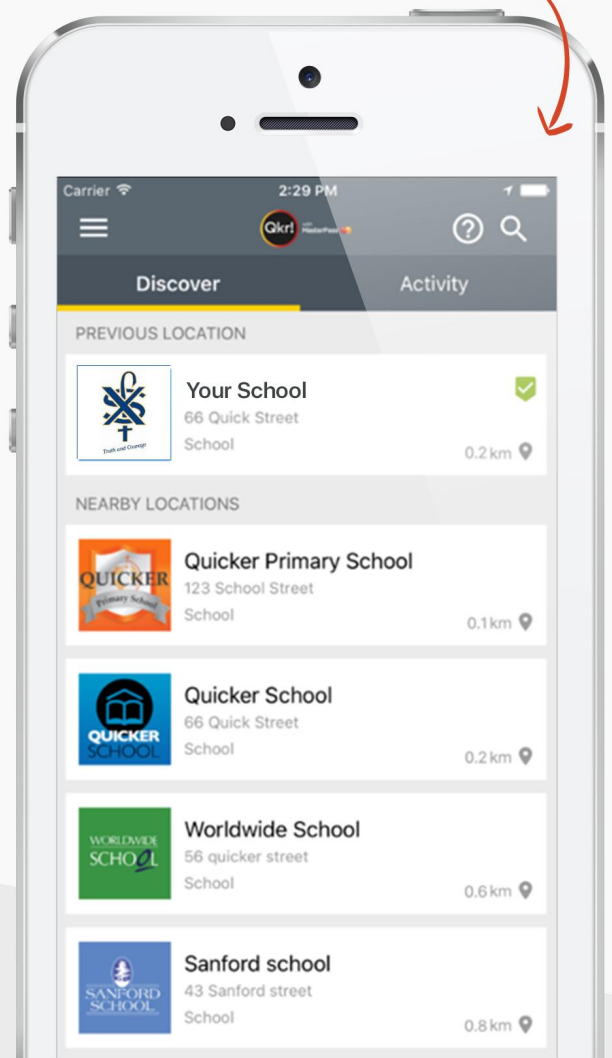 Carrier 2:29 PM
Qkr! with MasterPass
Discover Activity
PREVIOUS LOCATION
Your School
66 Quick Street
School
0.2 km
Truth and Courage
NEARBY LOCATIONS
QUICKER
Primary School
Quicker Primary School
123 School Street
School
0.1 km
QUICKER
SCHOOL
Quicker School
66 Quick Street
School
0.2 km
WORLDWIDE
SCHOOL
Worldwide School
56 quicker street
School
0.6 km
SANFORD
SCHOOL
Sanford school
43 Sanford street
School
0.8 km